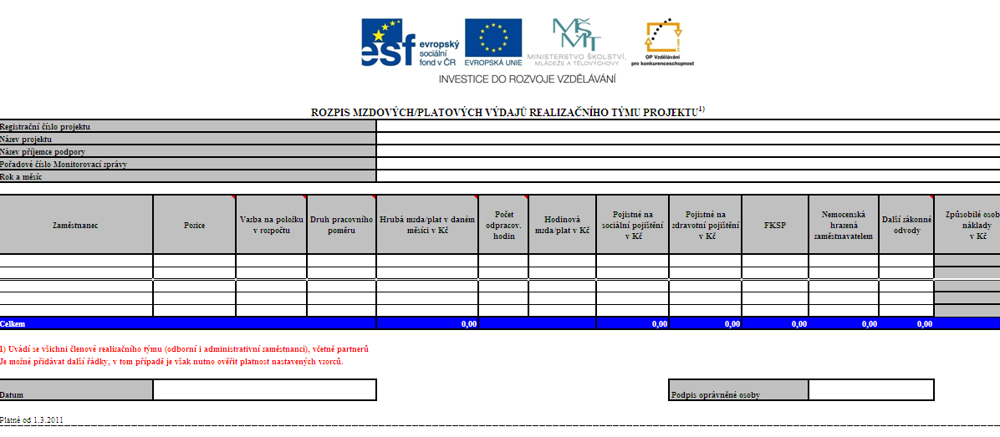 esf evropský
sociální
fond v ČR
EVROPSKÁ UNIE
MŠMT
MINISTERSTVO ŠKOLSTVÍ,
MLÁDEŽE A TĚLOVÝCHOVY
OP Vzdělávání
pro konkurenceschopnost
INVESTICE DO ROZVOJE VZDĚLÁVÁNÍ
ROZPIS MZDOVÝCH/PLATOVÝCH VÝDAJŮ REALIZAČNÍHO TÝMU PROJEKTU1)
Registrační číslo projektu
Název projektu
Název příjemce podpory
Pořadové číslo Monitorovací zprávy
Rok a měsíc
Zaměstnanec
Pozice
Vazba na položku
v rozpočtu
Druh pracovního
poměru
Hrubá mzda/plat v daném
měsíci v Kč
Počet
odpracov.
hodin
Hodinová
mzda/plat v Kč
Pojistné na
sociální pojištění
v Kč
Pojistné na
zdravotní pojištění
v Kč
FKSP
Nemocenská
hrazená
zaměstnavatelem
Další zákonné
odvody
Způsobilé osob
náklady
v Kč
Celkem 0,00 0,00 0,00 0,00 0,00 0,00
1) Uvádí se všichni členové realizačního týmu (odborní i administrativní zaměstnanci), včetně partnerů
Je možné přidávat další řádky, v tom případě je však nutno ověřit platnost nastavených vzorců.
Datum
Podpis oprávněné osoby
Platné od 1.3.2011